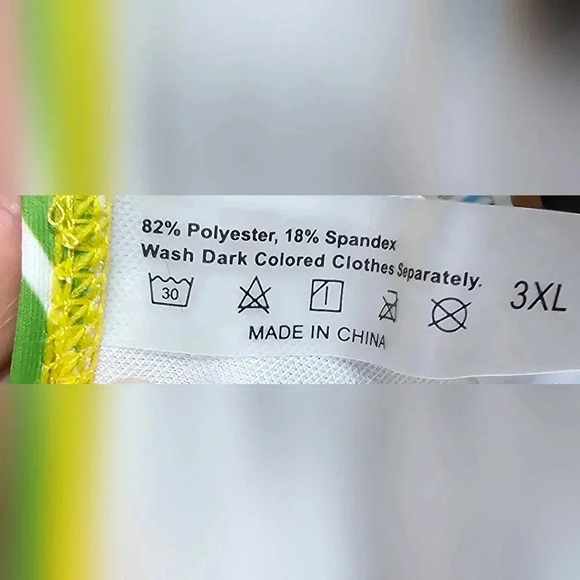 82% Polyester, 18% Spandex
Wash Dark Colored Clothes Separately.
30
3XL
MADE IN CHINA